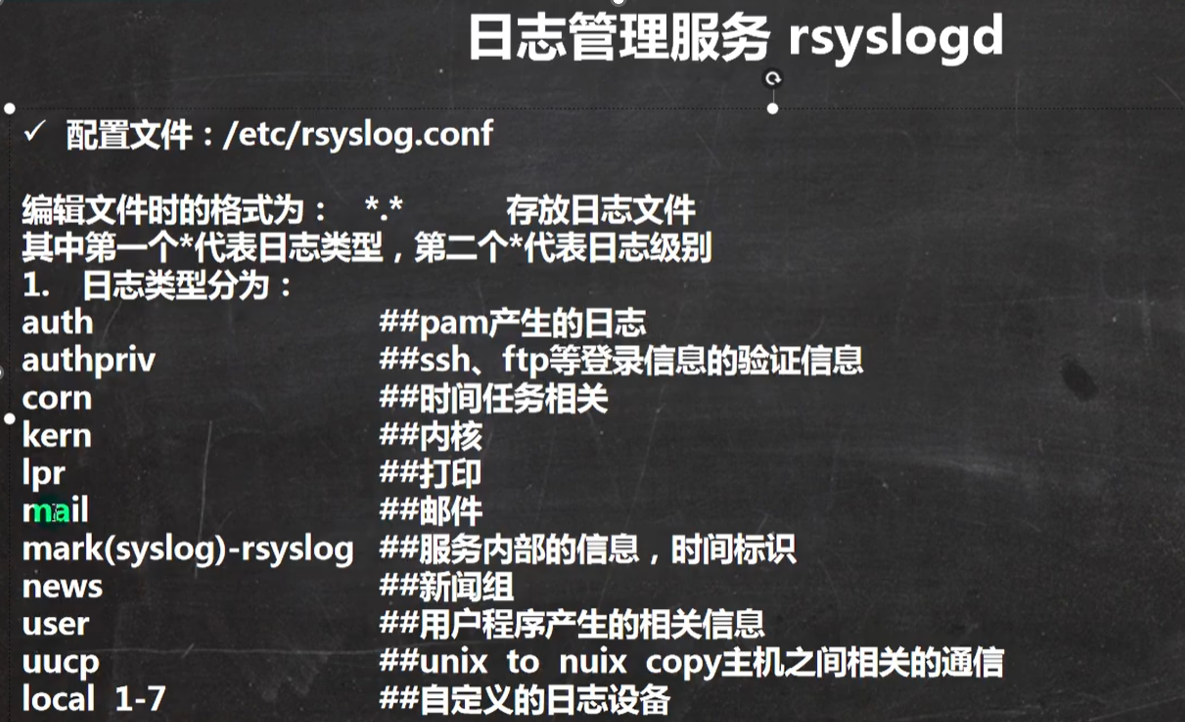 日志管理服务 rsyslogd
✓ 配置文件：/etc/rsyslog.conf
编辑文件时的格式为： *.* 存放日志文件
其中第一个*代表日志类型，第二个*代表日志级别
1. 日志类型分为：
auth ##pam产生的日志
authpriv ##ssh、ftp等登录信息的验证信息
corn ##时间任务相关
kern ##内核
lpr ##打印
mail ##邮件
mark(syslog)-rsyslog ##服务内部的信息，时间标识
news ##新闻组
user ##用户程序产生的相关信息
uucp ##unix to nuix copy主机之间相关的通信
local 1-7 ##自定义的日志设备